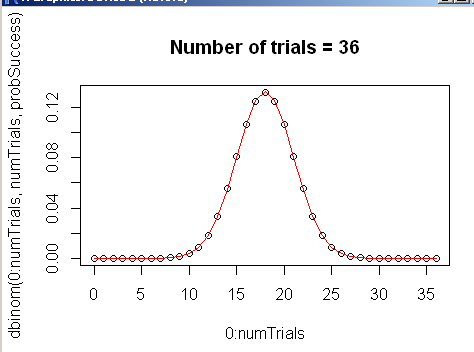 Number of trials = 36
dbinom(0:numTrials, numTrials, probSuccess)
0.12
0.08
0.04
0.00
0 5 10 15 20 25 30 35
0:numTrials